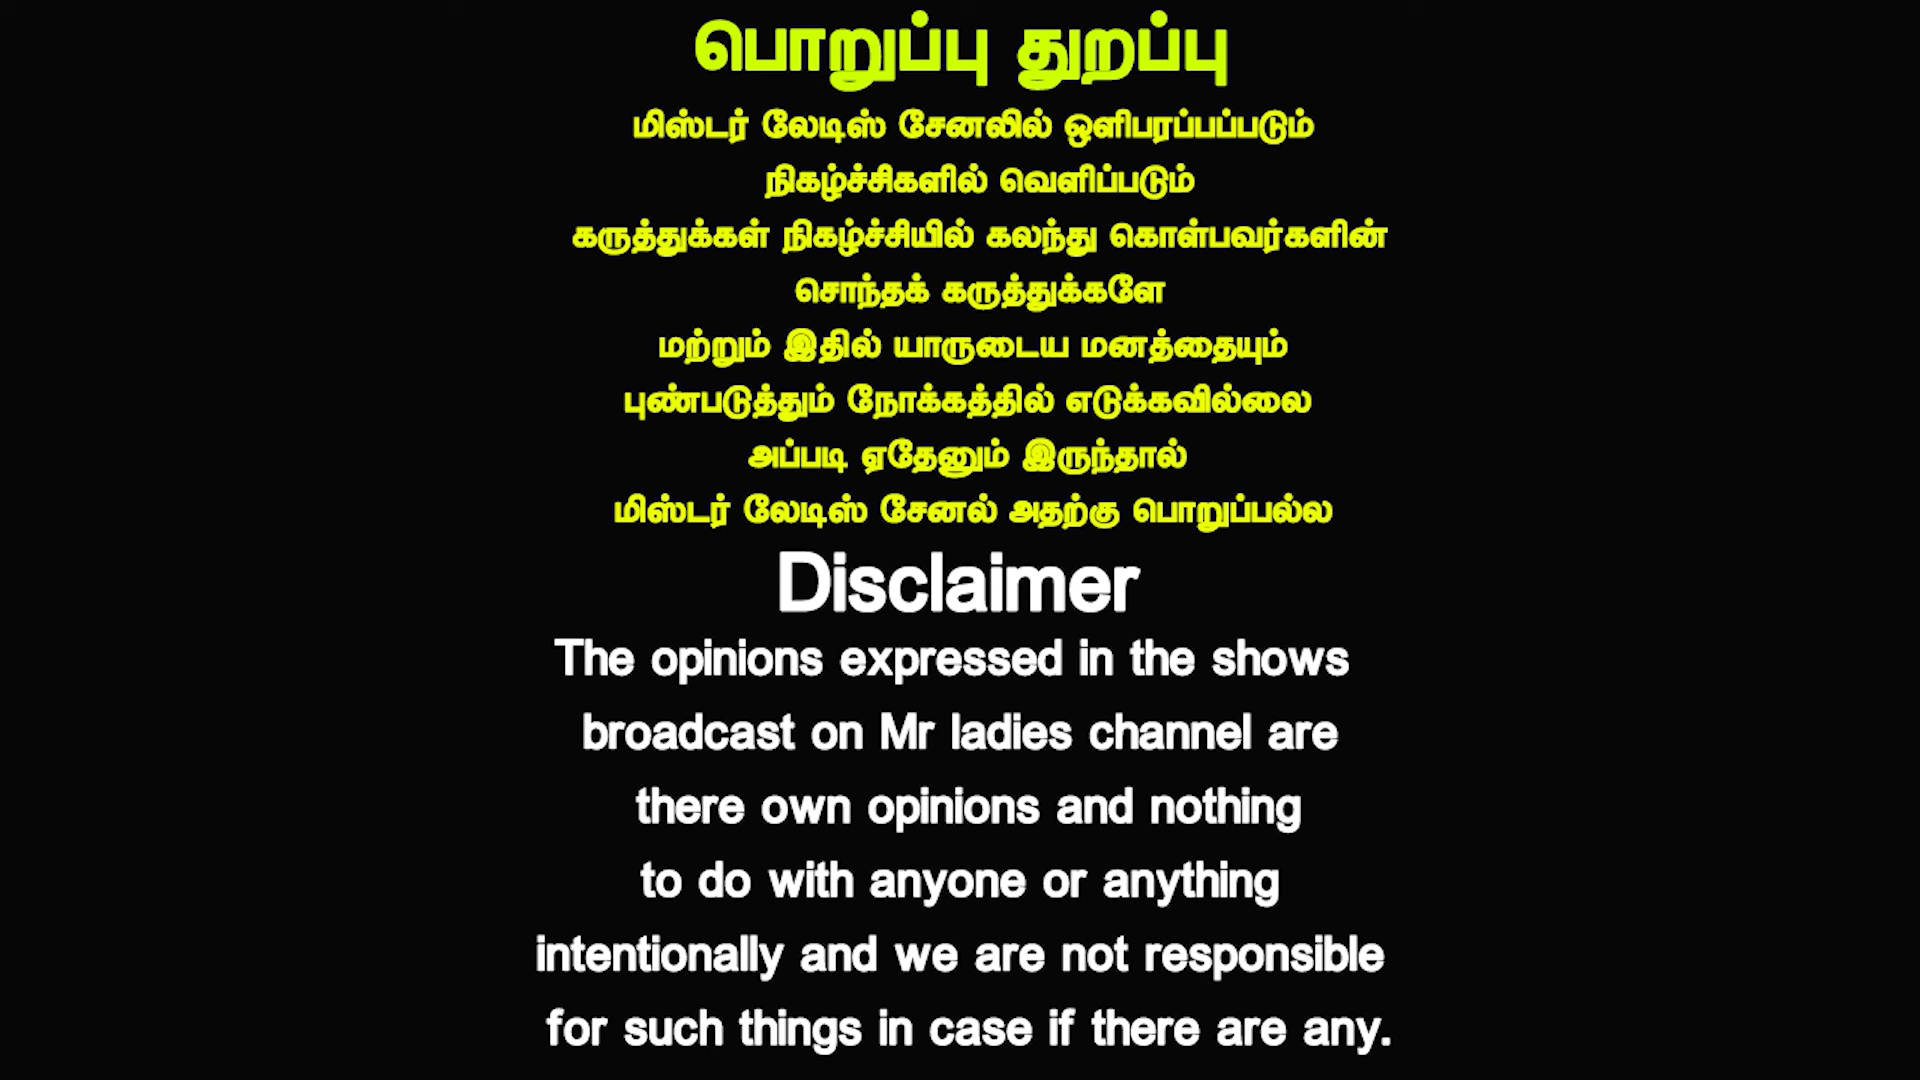 பொறுப்பு துறப்பு
மிஸ்டர் லேடிஸ் சேனலில் ஒளிபரப்பப்படும்
நிகழ்ச்சிகளில் வெளிப்படும்
கருத்துக்கள் நிகழ்ச்சியில் கலந்து கொள்பவர்களின்
சொந்தக் கருத்துக்களே
மற்றும் இதில் யாருடைய மனத்தையும்
புண்படுத்தும் நோக்கத்தில் எடுக்கவில்லை
அப்படி ஏதேனும் இருந்தால்
மிஸ்டர் லேடிஸ் சேனல் அதற்கு பொறுப்பல்ல
Disclaimer
The opinions expressed in the shows
broadcast on Mr ladies channel are
there own opinions and nothing
to do with anyone or anything
intentionally and we are not responsible
for such things in case if there are any.